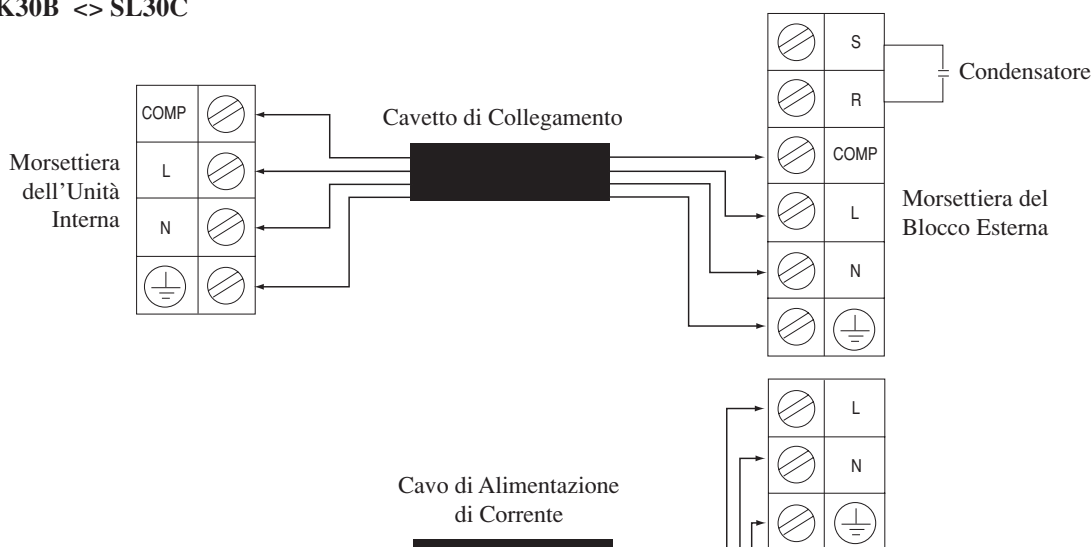 K30B <> SL30C
S
Condensatore
R
COMP
Cavetto di Collegamento
COMP
Morsettiera
dell'Unità
Interna
L
N
L
Morsettiera del
Blocco Esterna
N
L
N
Cavo di Alimentazione
di Corrente